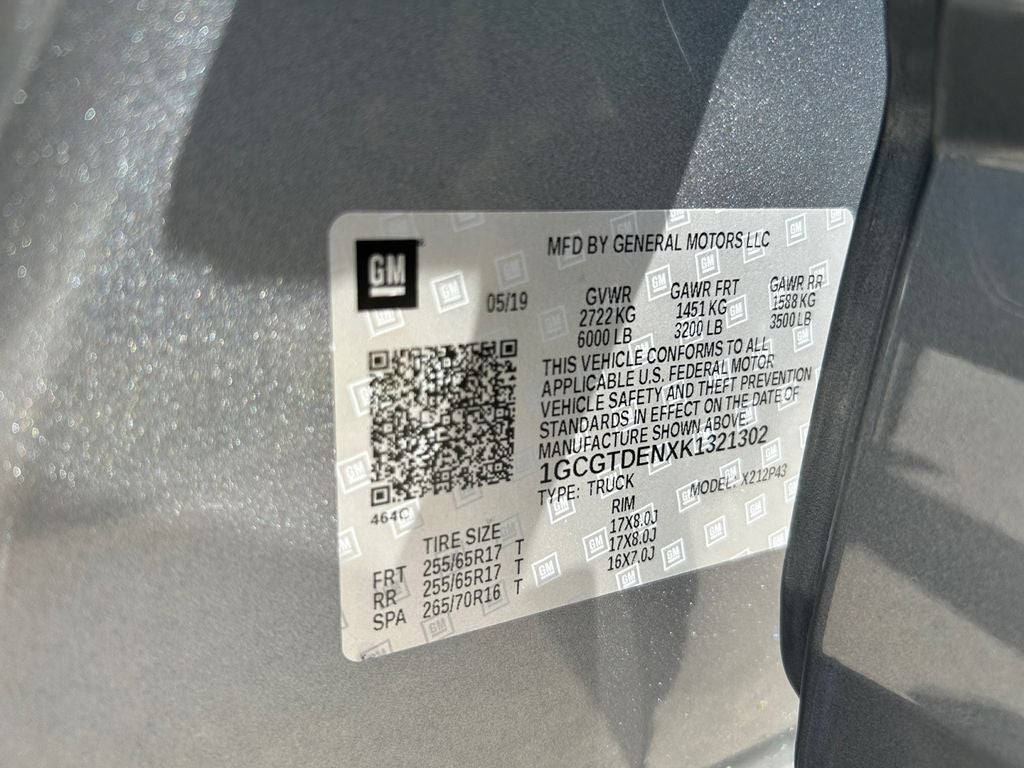 GM
MFD BY GENERAL MOTORS LLC
05/19
GVWR GAWR FRT GAWR RR
2722 KG 1451 KG 1588 KG
6000 LB 3200 LB 3500 LB
THIS VEHICLE CONFORMS TO ALL
APPLICABLE U.S. FEDERAL MOTOR
VEHICLE SAFETY AND THEFT PREVENTION
STANDARDS IN EFFECT ON THE DATE OF
MANUFACTURE SHOWN ABOVE.
1GCGTDENXK1321302
TYPE: TRUCK MODEL: X212P43
464C
TIRE SIZE RIM
FRT 255/65R17 T 17X8.0J
RR 255/65R17 T 17X8.0J
SPA 265/70R16 T 16X7.0J